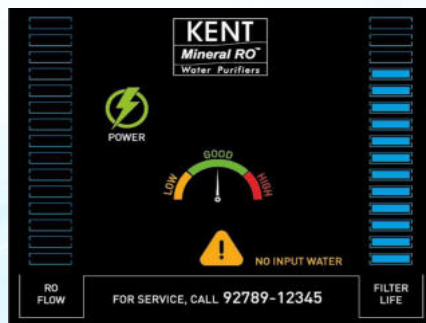 KENT
Mineral RO™
Water Purifiers
POWER
LOW
GOOD
HIGH
NO INPUT WATER
RO
FLOW
FOR SERVICE, CALL 92789-12345
FILTER
LIFE